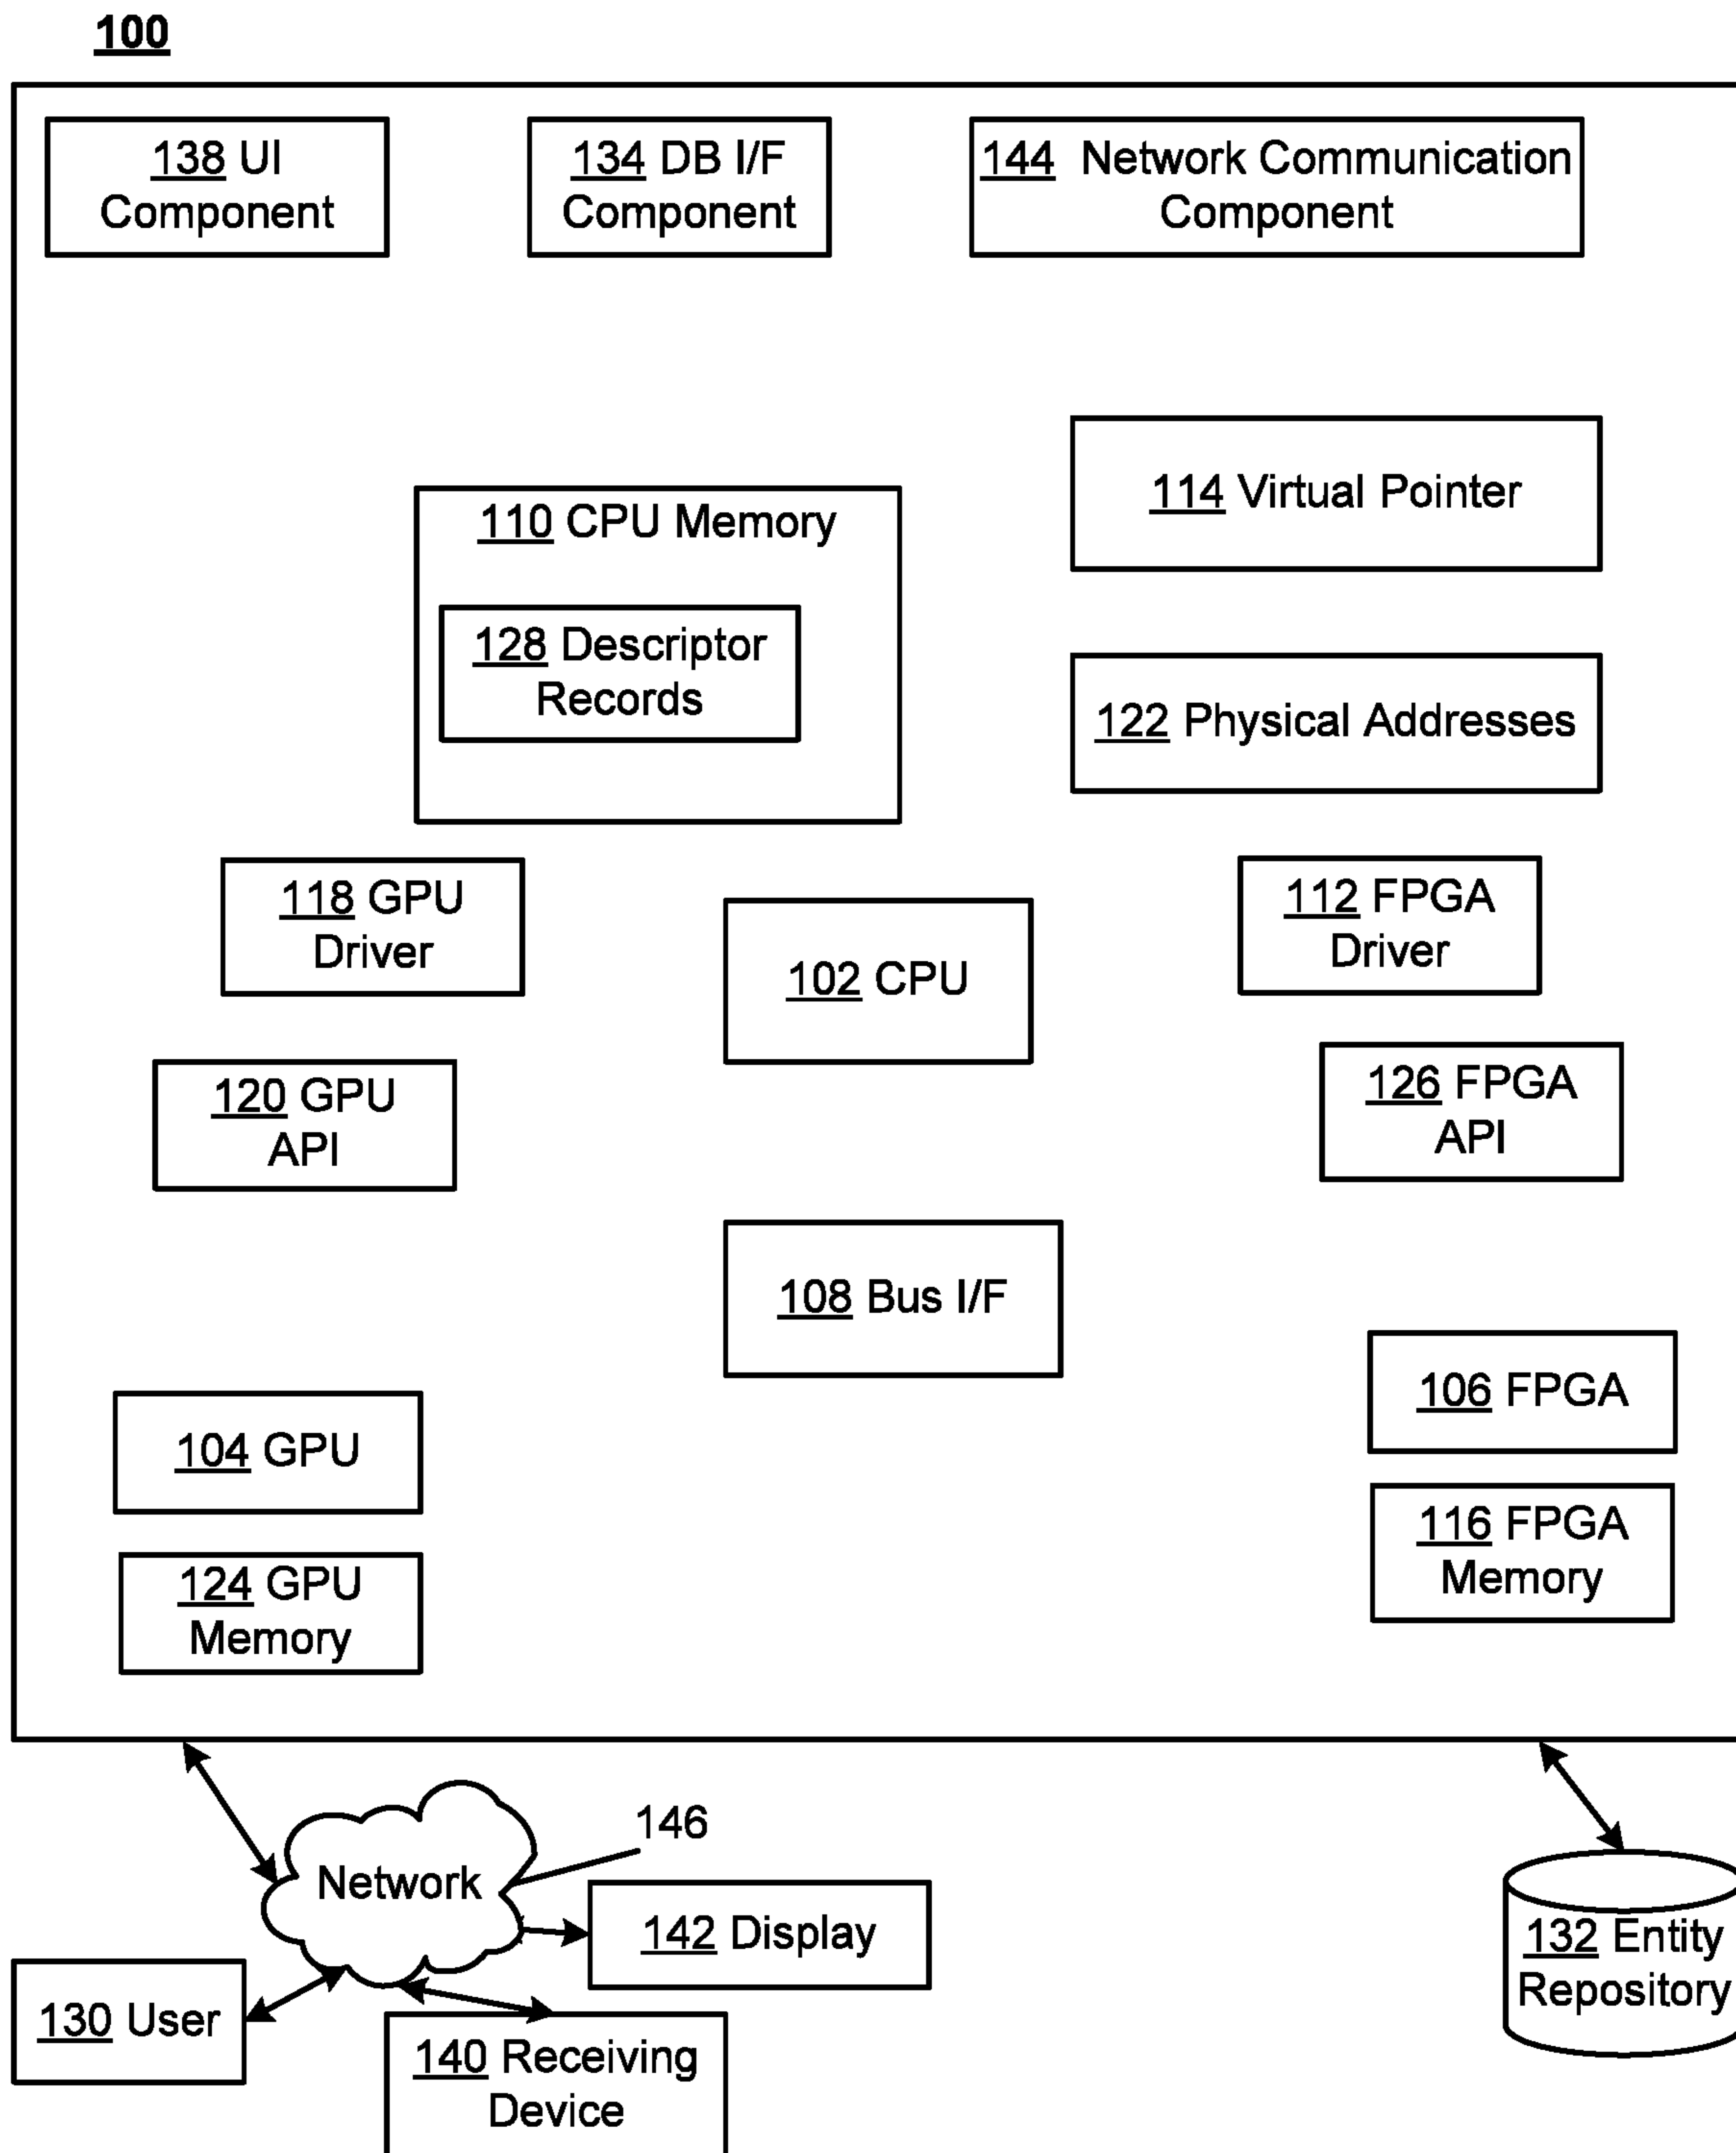 100
138 UI
Component
134 DB I/F
Component
144 Network Communication
Component
114 Virtual Pointer
110 CPU Memory
128 Descriptor
Records
122 Physical Addresses
118 GPU
Driver
112 FPGA
Driver
102 CPU
120 GPU
API
126 FPGA
API
108 Bus I/F
106 FPGA
104 GPU
116 FPGA
Memory
124 GPU
Memory
146
Network
142 Display
132 Entity
Repository
130 User
140 Receiving
Device